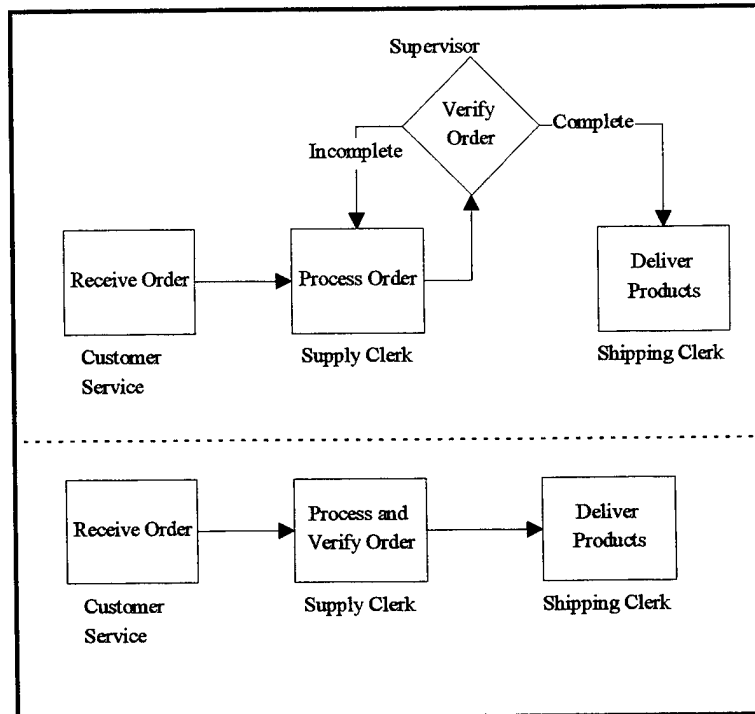 Supervisor
Verify
Order
Incomplete
Complete
Receive Order
Process Order
Deliver
Products
Customer
Service
Supply Clerk
Shipping Clerk
Receive Order
Process and
Verify Order
Deliver
Products
Customer
Service
Supply Clerk
Shipping Clerk